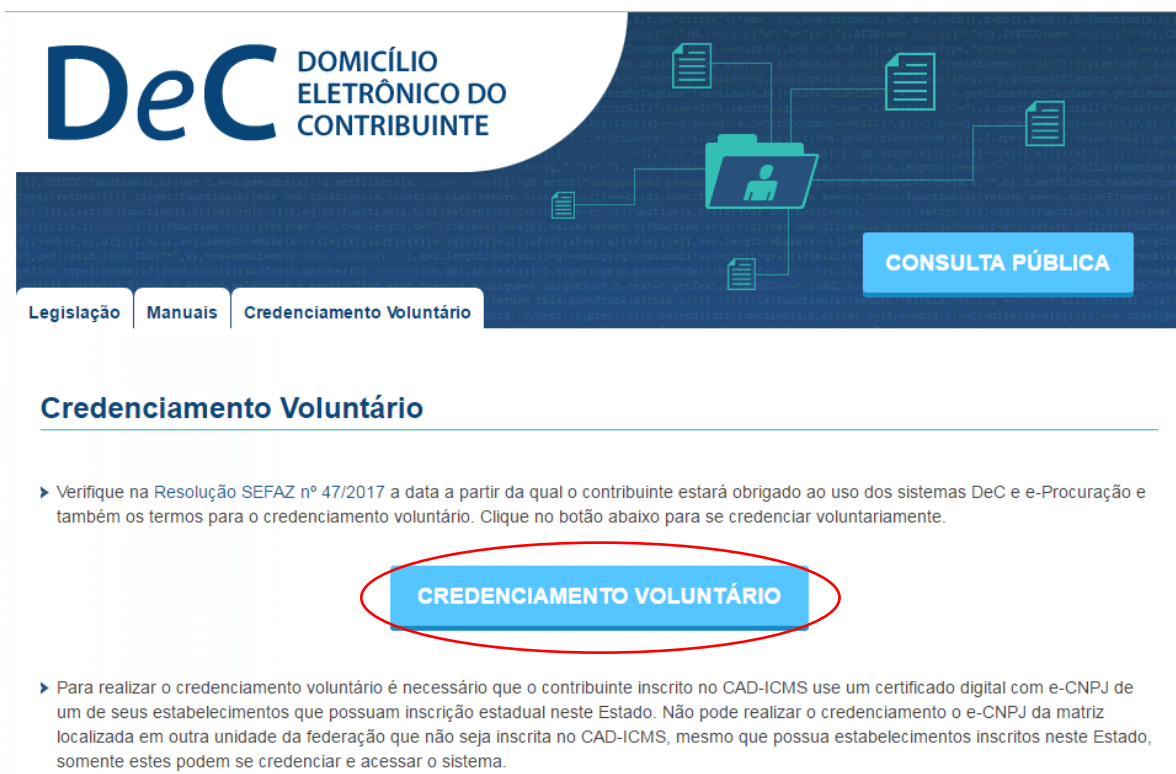 DeC DOMICÍLIO
ELETRÔNICO DO
CONTRIBUINTE
CONSULTA PÚBLICA
Legislação Manuais Credenciamento Voluntário
Credenciamento Voluntário
Verifique na Resolução SEFAZ nº 47/2017 a data a partir da qual o contribuinte estará obrigado ao uso dos sistemas DeC e e-Procuração e
também os termos para o credenciamento voluntário. Clique no botão abaixo para se credenciar voluntariamente.
CREDENCIAMENTO VOLUNTÁRIO
Para realizar o credenciamento voluntário é necessário que o contribuinte inscrito no CAD-ICMS use um certificado digital com e-CNPJ de
um de seus estabelecimentos que possuam inscrição estadual neste Estado. Não pode realizar o credenciamento o e-CNPJ da matriz
localizada em outra unidade da federação que não seja inscrita no CAD-ICMS, mesmo que possua estabelecimentos inscritos neste Estado,
somente estes podem se credenciar e acessar o sistema.